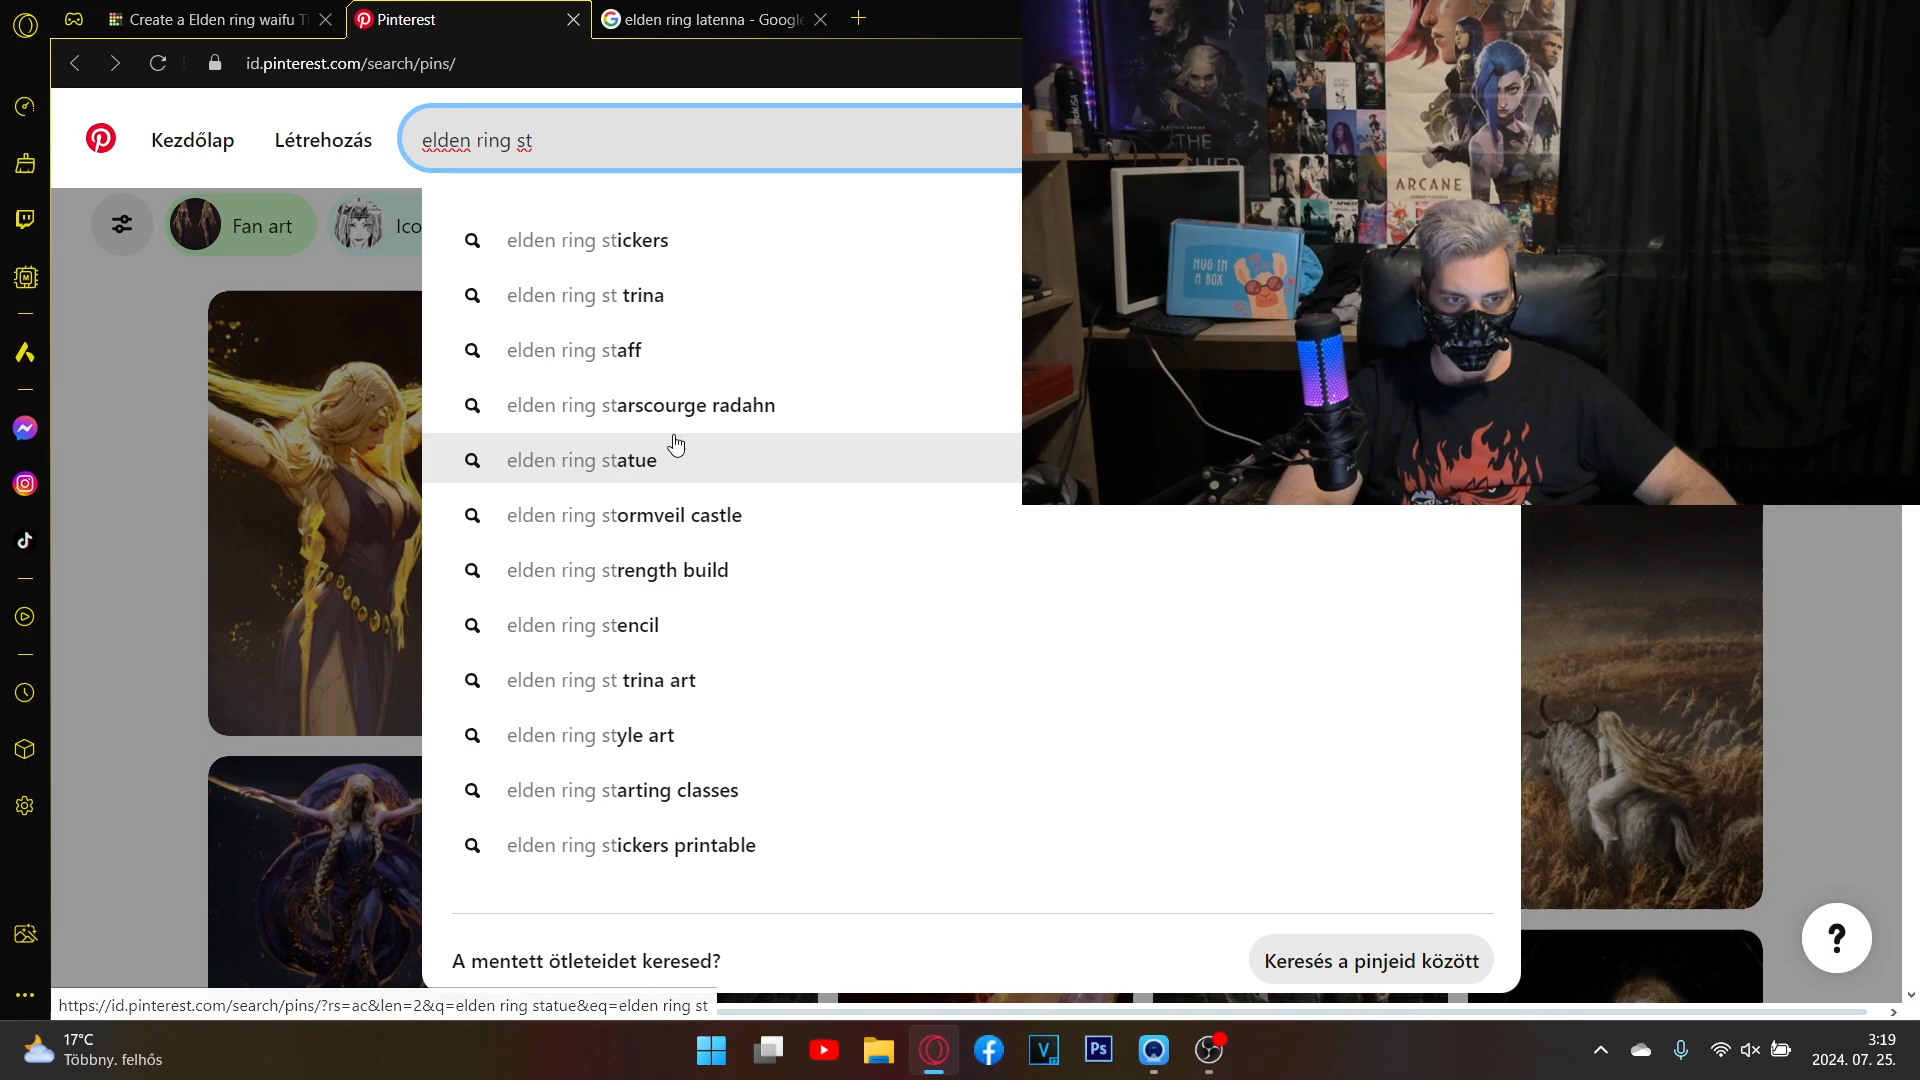 Create a Elden ring waifu T
Pinterest
elden ring latenna - Google
id.pinterest.com/search/pins/
Kezdőlap
Létrehozás
elden ring st
Fan art
Ico
elden ring stickers
elden ring st trina
elden ring staff
elden ring starscourge radahn
elden ring statue
elden ring stormveil castle
elden ring strength build
elden ring stencil
elden ring st trina art
elden ring style art
elden ring starting classes
elden ring stickers printable
A mentett ötleteidet keresed?
Keresés a pinjeid között
?
https://id.pinterest.com/search/pins/?rs=ac&len=2&q=elden ring statue&eq=elden ring st
THE
ARCANE
HUG IN
A BOX
17°C
Többny. felhős
V
17
Ps
3:19
2024. 07. 25.